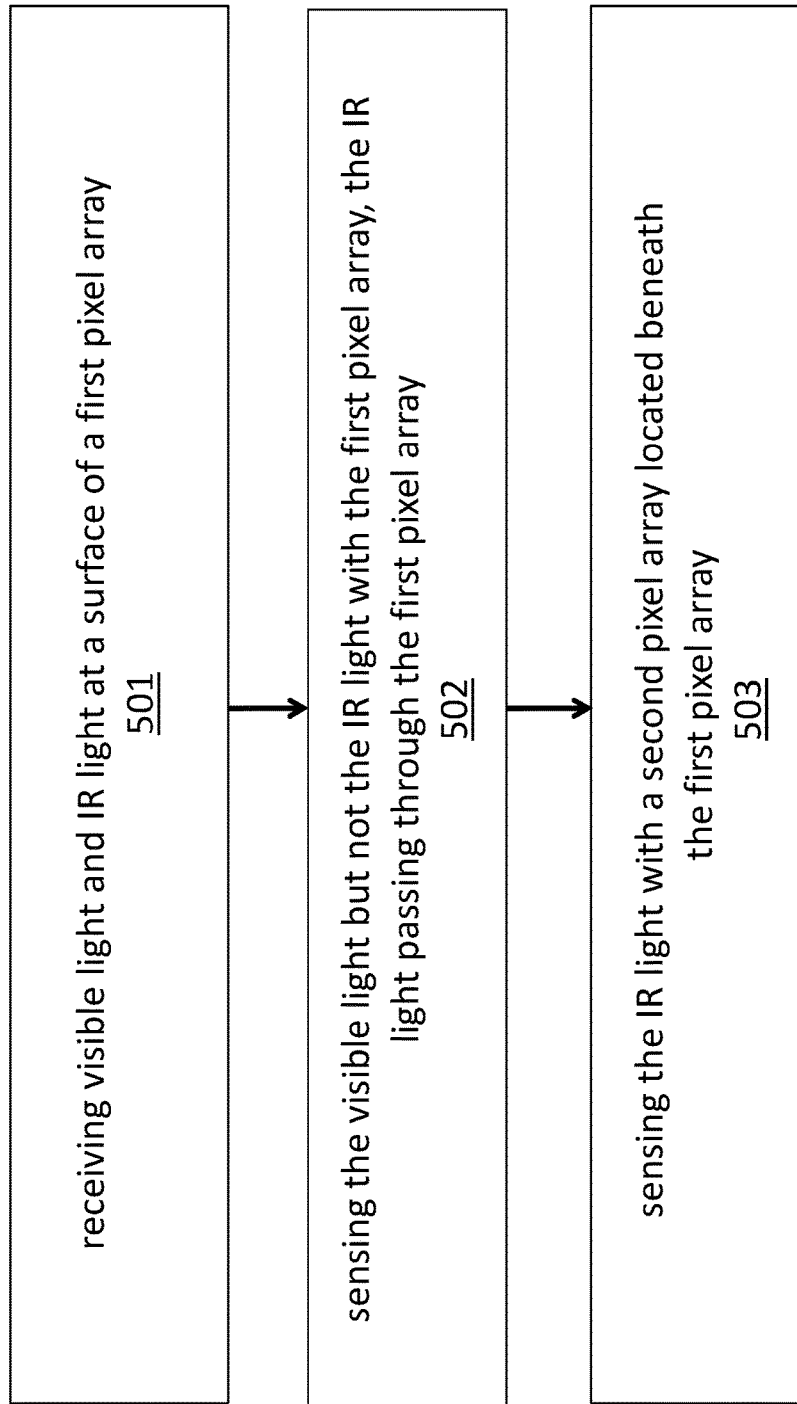 receiving visible light and IR light at a surface of a first pixel array
501
sensing the visible light but not the IR light with the first pixel array, the IR
light passing through the first pixel array
502
sensing the IR light with a second pixel array located beneath
the first pixel array
503